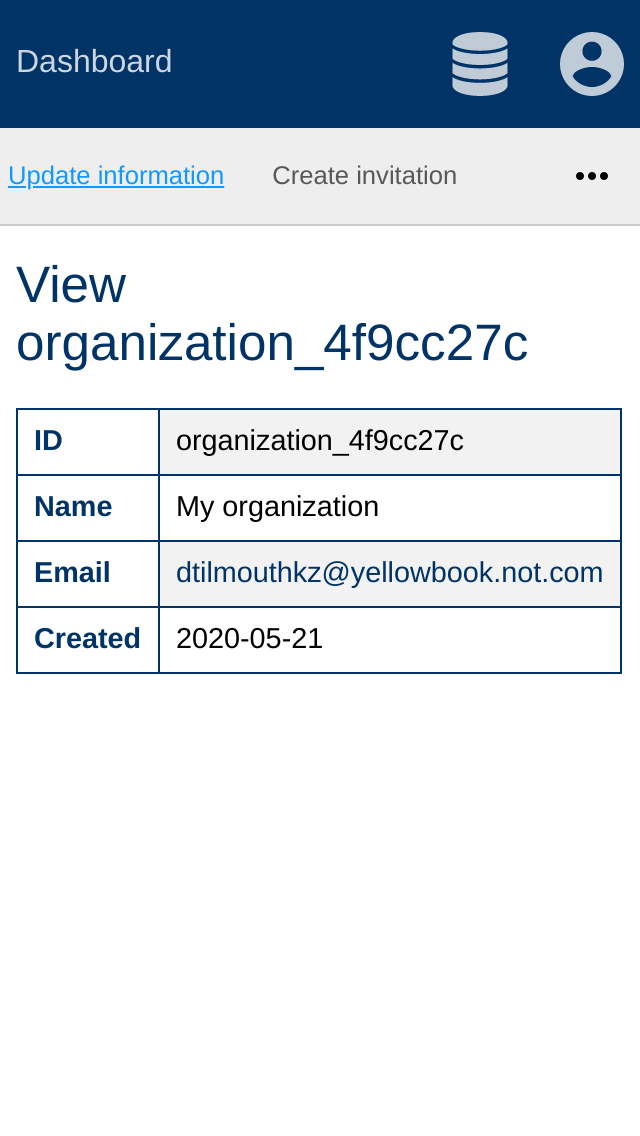 Dashboard
Update information Create invitation
View
organization_4f9cc27c
ID organization_4f9cc27c
Name My organization
Email dtilmouthkz@yellowbook.not.com
Created 2020-05-21